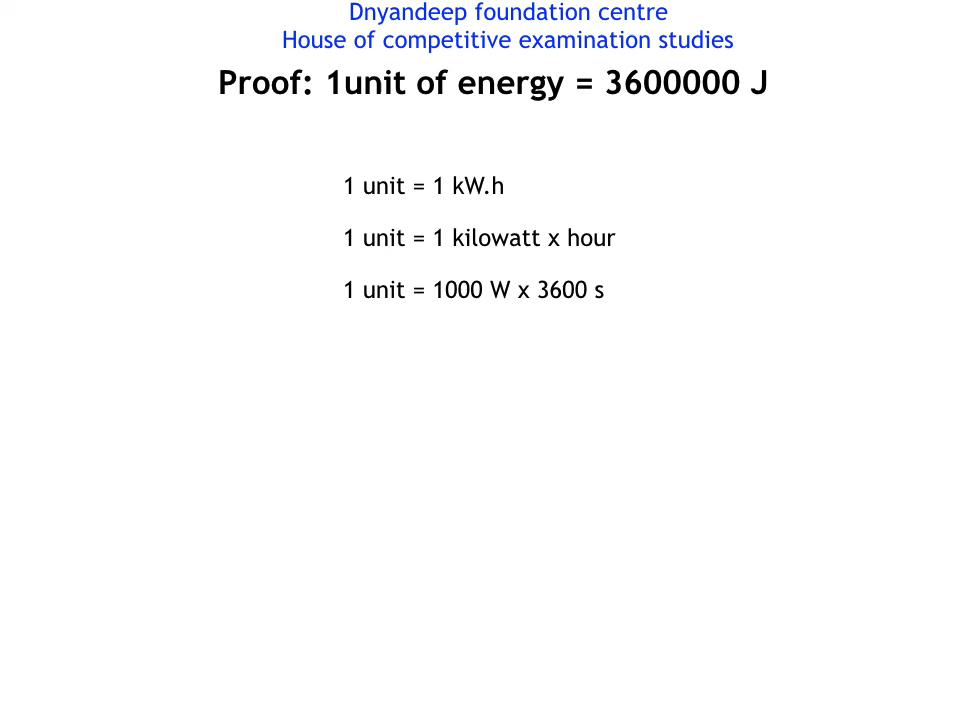 Dnyandeep foundation centre
House of competitive examination studies
Proof: 1unit of energy = 3600000 J
1 unit = 1 kW.h
1 unit = 1 kilowatt x hour
1 unit = 1000 W x 3600 s